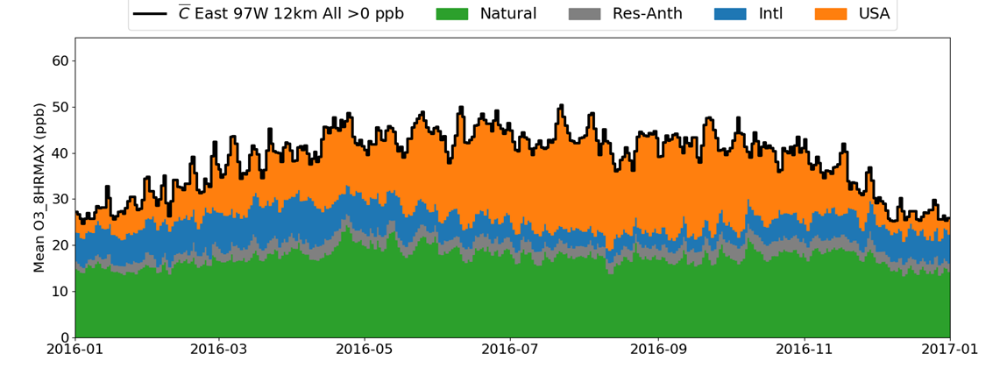 C̅ East 97W 12km All >0 ppb Natural Res-Anth Intl USA
Mean O3_8HRMAX (ppb)
60
50
40
30
20
10
0
2016-01 2016-03 2016-05 2016-07 2016-09 2016-11 2017-01